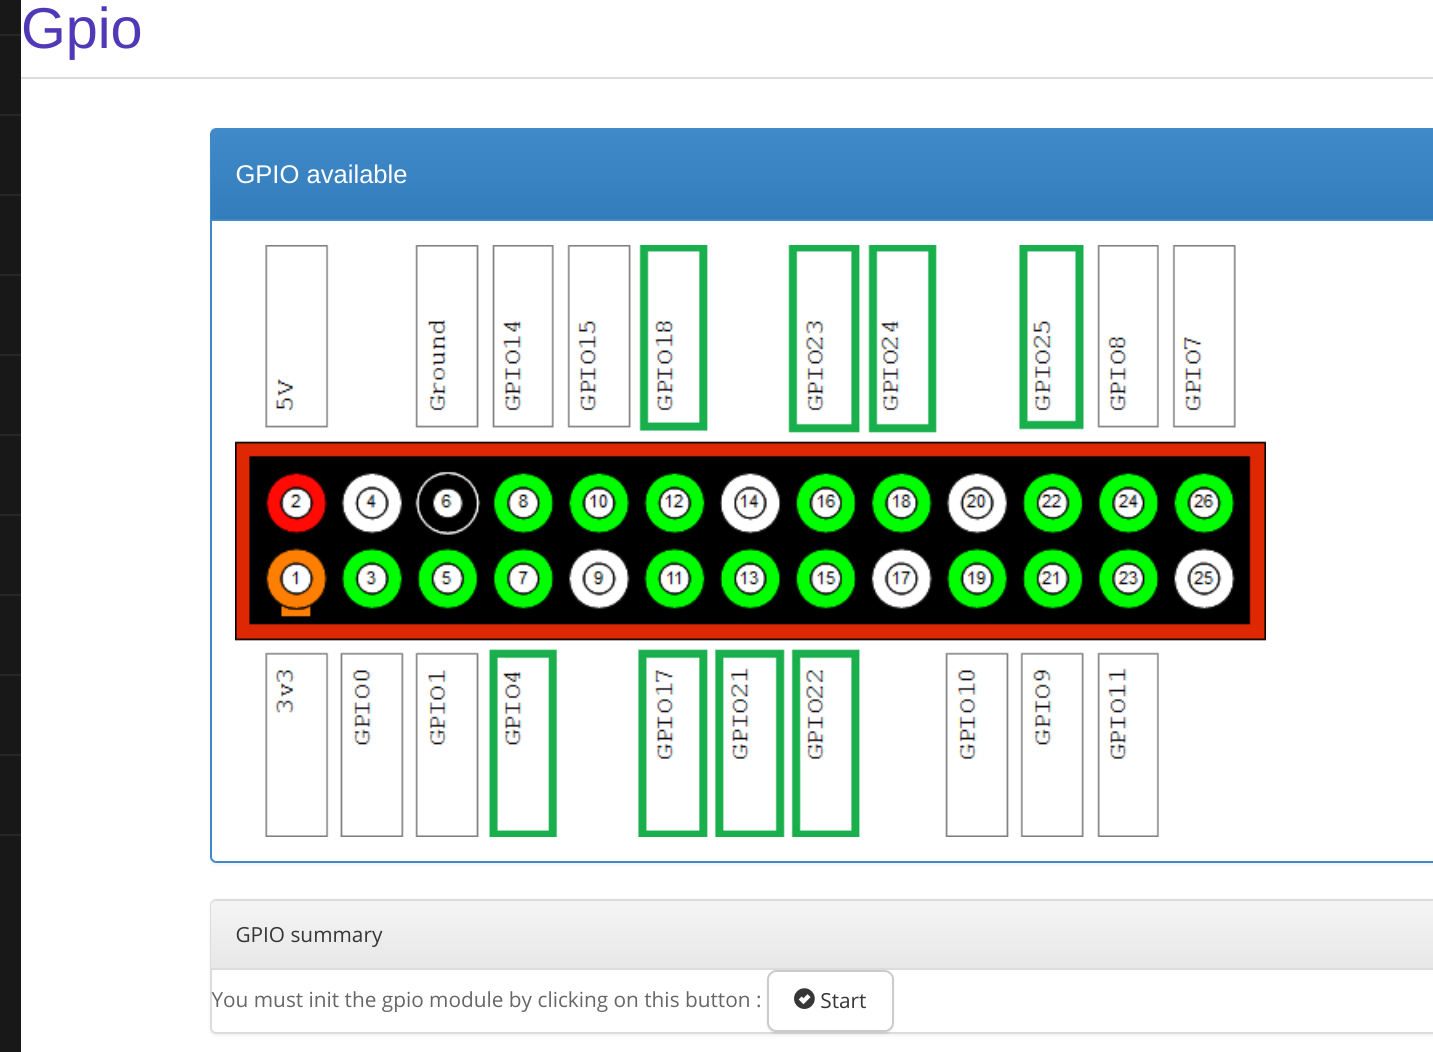 Gpio
GPIO available
5V Ground GPIO14 GPIO15 GPIO18 GPIO23 GPIO24 GPIO25 GPIO8 GPIO7
2 4 6 8 10 12 14 16 18 20 22 24 26
1 3 5 7 9 11 13 15 17 19 21 23 25
3v3 GPIO0 GPIO1 GPIO4 GPIO17 GPIO21 GPIO22 GPIO10 GPIO9 GPIO11
GPIO summary
You must init the gpio module by clicking on this button : Start